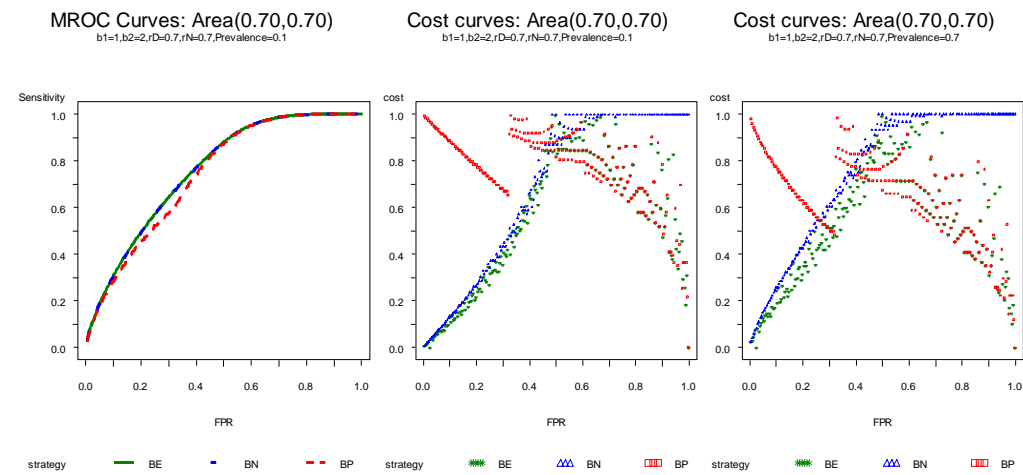 MROC Curves: Area(0.70,0.70)
b1=1,b2=2,rD=0.7,rN=0.7,Prevalence=0.1
Sensitivity
1.0
0.8
0.6
0.4
0.2
0.0
0.0 0.2 0.4 0.6 0.8 1.0
FPR
strategy BE BN BP
Cost curves: Area(0.70,0.70)
b1=1,b2=2,rD=0.7,rN=0.7,Prevalence=0.1
cost
1.0
0.8
0.6
0.4
0.2
0.0
0.0 0.2 0.4 0.6 0.8 1.0
FPR
strategy BE BN BP
Cost curves: Area(0.70,0.70)
b1=1,b2=2,rD=0.7,rN=0.7,Prevalence=0.7
cost
1.0
0.8
0.6
0.4
0.2
0.0
0.0 0.2 0.4 0.6 0.8 1.0
FPR
strategy BE BN BP